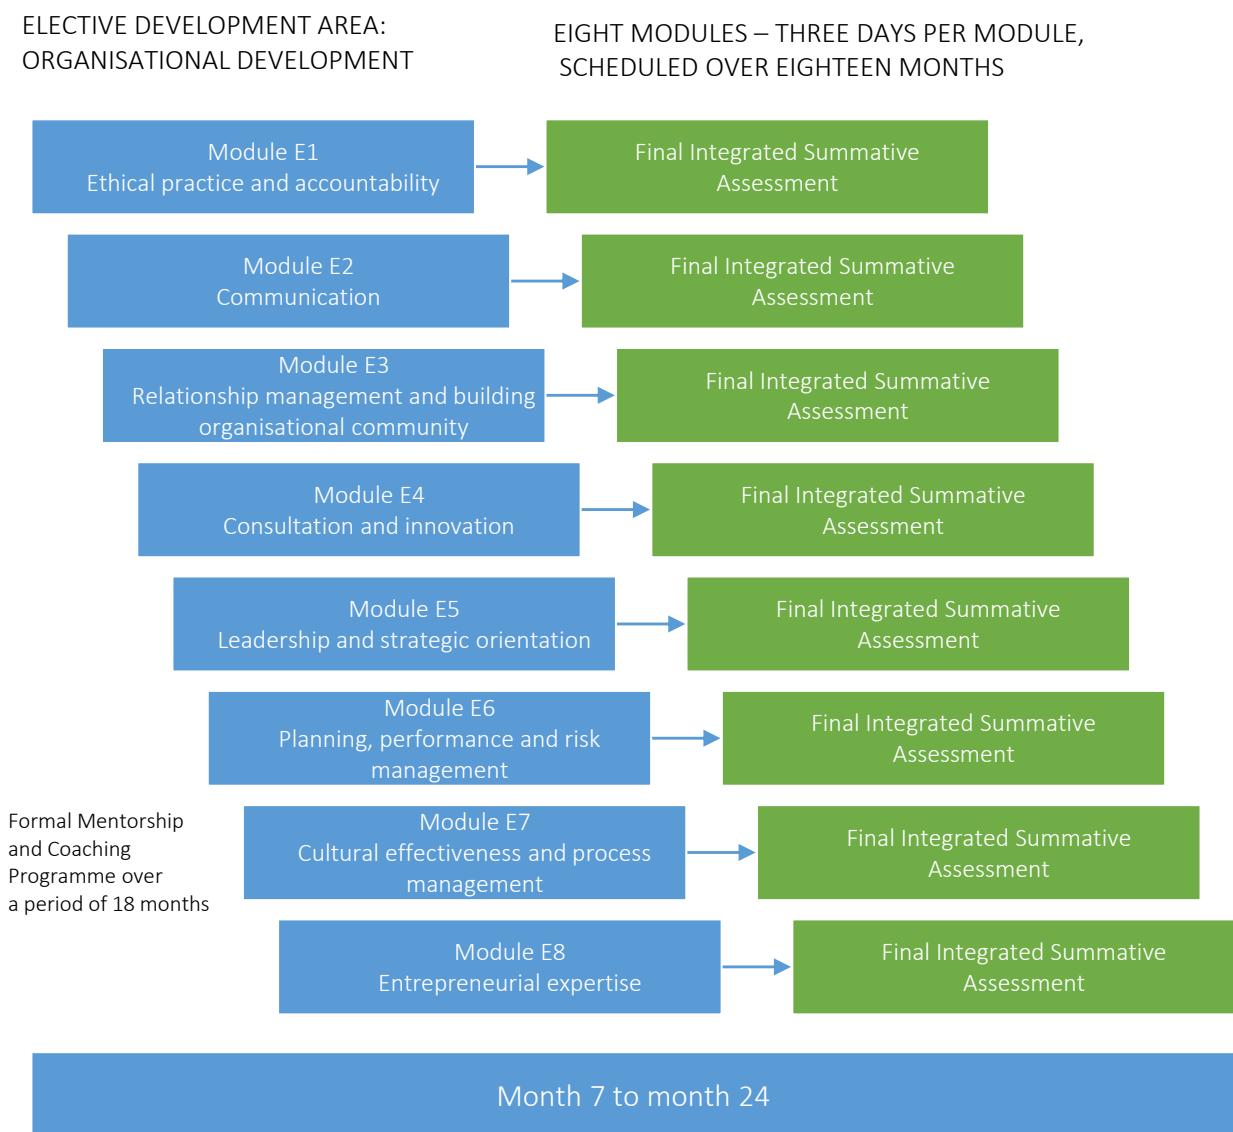 ELECTIVE DEVELOPMENT AREA:
ORGANISATIONAL DEVELOPMENT
EIGHT MODULES – THREE DAYS PER MODULE,
SCHEDULED OVER EIGHTEEN MONTHS
Module E1
Ethical practice and accountability
Final Integrated Summative
Assessment
Module E2
Communication
Final Integrated Summative
Assessment
Module E3
Relationship management and building
organisational community
Final Integrated Summative
Assessment
Module E4
Consultation and innovation
Final Integrated Summative
Assessment
Module E5
Leadership and strategic orientation
Final Integrated Summative
Assessment
Module E6
Planning, performance and risk
management
Final Integrated Summative
Assessment
Formal Mentorship
and Coaching
Programme over
a period of 18 months
Module E7
Cultural effectiveness and process
management
Final Integrated Summative
Assessment
Module E8
Entrepreneurial expertise
Final Integrated Summative
Assessment
Month 7 to month 24